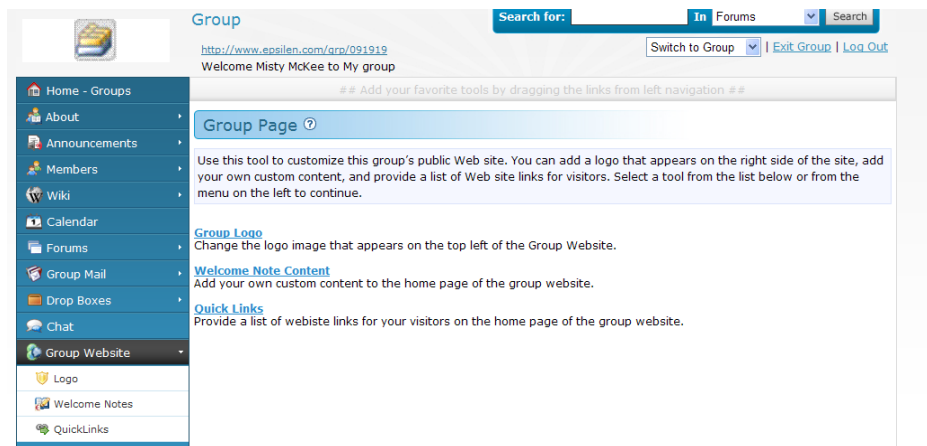 Group
Search for: In Forums Search
http://www.epsilen.com/grp/091919
Switch to Group | Exit Group | Log Out
Welcome Misty McKee to My group
Home - Groups
## Add your favorite tools by dragging the links from left navigation ##
About
Announcements
Members
Wiki
Calendar
Forums
Group Mail
Drop Boxes
Chat
Group Website
Logo
Welcome Notes
QuickLinks
Group Page ?
Use this tool to customize this group's public Web site. You can add a logo that appears on the right side of the site, add
your own custom content, and provide a list of Web site links for visitors. Select a tool from the list below or from the
menu on the left to continue.
Group Logo
Change the logo image that appears on the top left of the Group Website.
Welcome Note Content
Add your own custom content to the home page of the group website.
Quick Links
Provide a list of webiste links for your visitors on the home page of the group website.